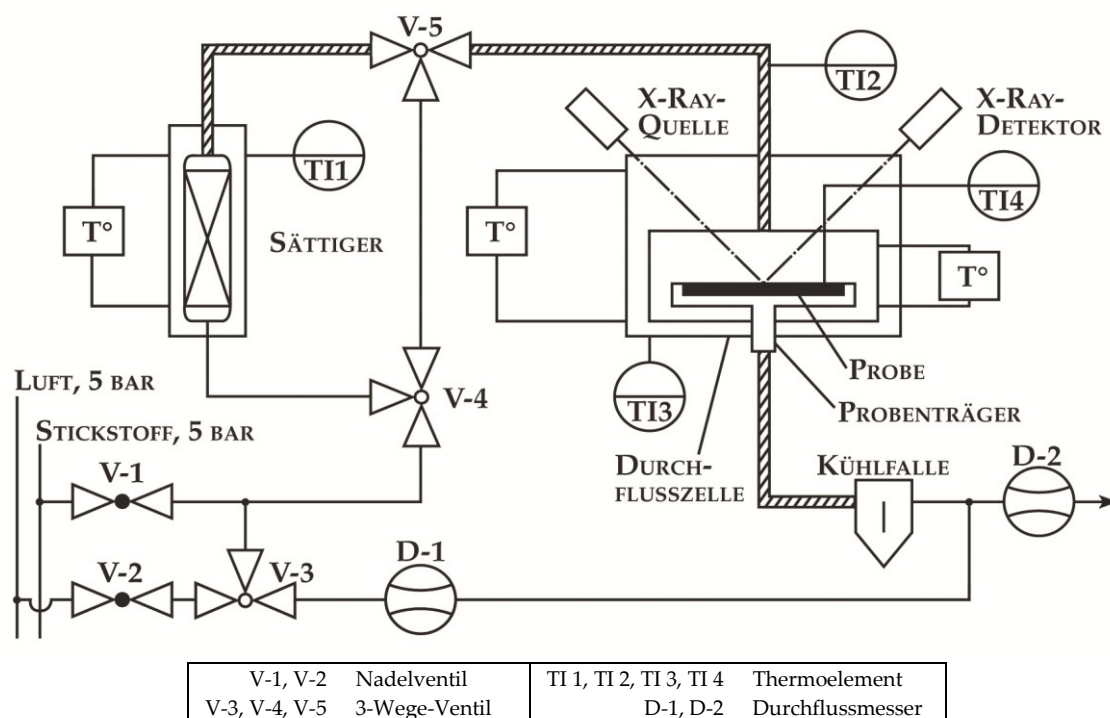 V-5
TI2
X-RAY-
QUELLE
X-RAY-
DETEKTOR
TI1
TI4
T°
SÄTTIGER
T°
T°
LUFT, 5 BAR
V-4
PROBE
STICKSTOFF, 5 BAR
TI3
PROBENTRÄGER
V-1
DURCH-
FLUSSZELLE
KÜHLFALLE
D-2
V-2
V-3
D-1
V-1, V-2 Nadelventil TI 1, TI 2, TI 3, TI 4 Thermoelement
V-3, V-4, V-5 3-Wege-Ventil D-1, D-2 Durchflussmesser